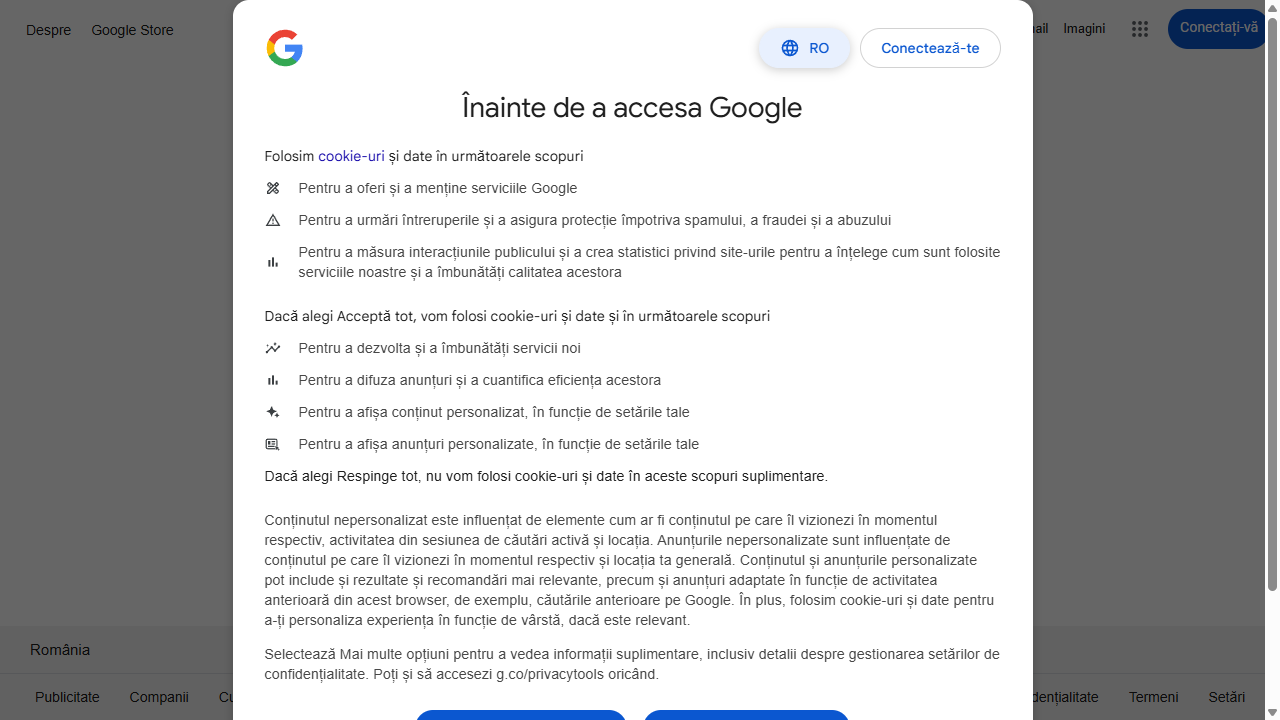 Despre
Google Store
Imagini
Conectați-vă
RO
Conectează-te
Înainte de a accesa Google
Folosim cookie-uri și date în următoarele scopuri
Pentru a oferi și a menține serviciile Google
Pentru a urmări întreruperile și a asigura protecție împotriva spamului, a fraudei și a abuzului
Pentru a măsura interacțiunile publicului și a crea statistici privind site-urile pentru a înțelege cum sunt folosite
serviciile noastre și a îmbunătăți calitatea acestora
Dacă alegi Acceptă tot, vom folosi cookie-uri și date și în următoarele scopuri
Pentru a dezvolta și a îmbunătăți servicii noi
Pentru a difuza anunțuri și a cuantifica eficiența acestora
Pentru a afișa conținut personalizat, în funcție de setările tale
Pentru a afișa anunțuri personalizate, în funcție de setările tale
Dacă alegi Respinge tot, nu vom folosi cookie-uri și date în aceste scopuri suplimentare.
Conținutul nepersonalizat este influențat de elemente cum ar fi conținutul pe care îl vizionezi în momentul
respectiv, activitatea din sesiunea de căutări activă și locația. Anunțurile nepersonalizate sunt influențate de
conținutul pe care îl vizionezi în momentul respectiv și locația ta generală. Conținutul și anunțurile personalizate
pot include și rezultate și recomandări mai relevante, precum și anunțuri adaptate în funcție de activitatea
anterioară din acest browser, de exemplu, căutările anterioare pe Google. În plus, folosim cookie-uri și date pentru
a-ți personaliza experiența în funcție de vârstă, dacă este relevant.
Selectează Mai multe opțiuni pentru a vedea informații suplimentare, inclusiv detalii despre gestionarea setărilor de
confidențialitate. Poți și să accesezi g.co/privacytools oricând.
România
Publicitate
Companii
Termeni
Setări